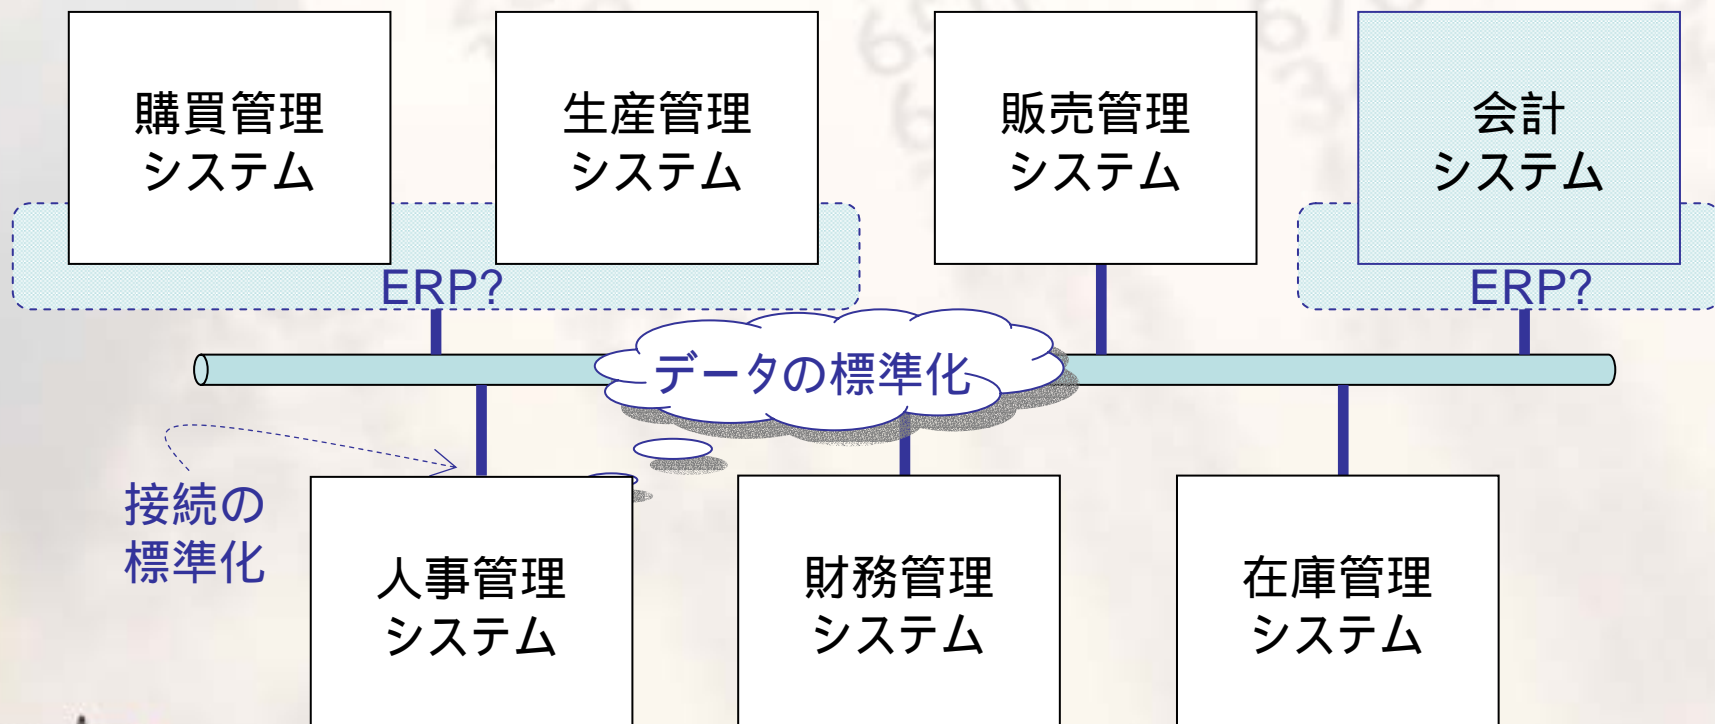 購買管理
システム
生産管理
システム
販売管理
システム
会計
システム
ERP?
ERP?
データの標準化
接続の
標準化
人事管理
システム
財務管理
システム
在庫管理
システム